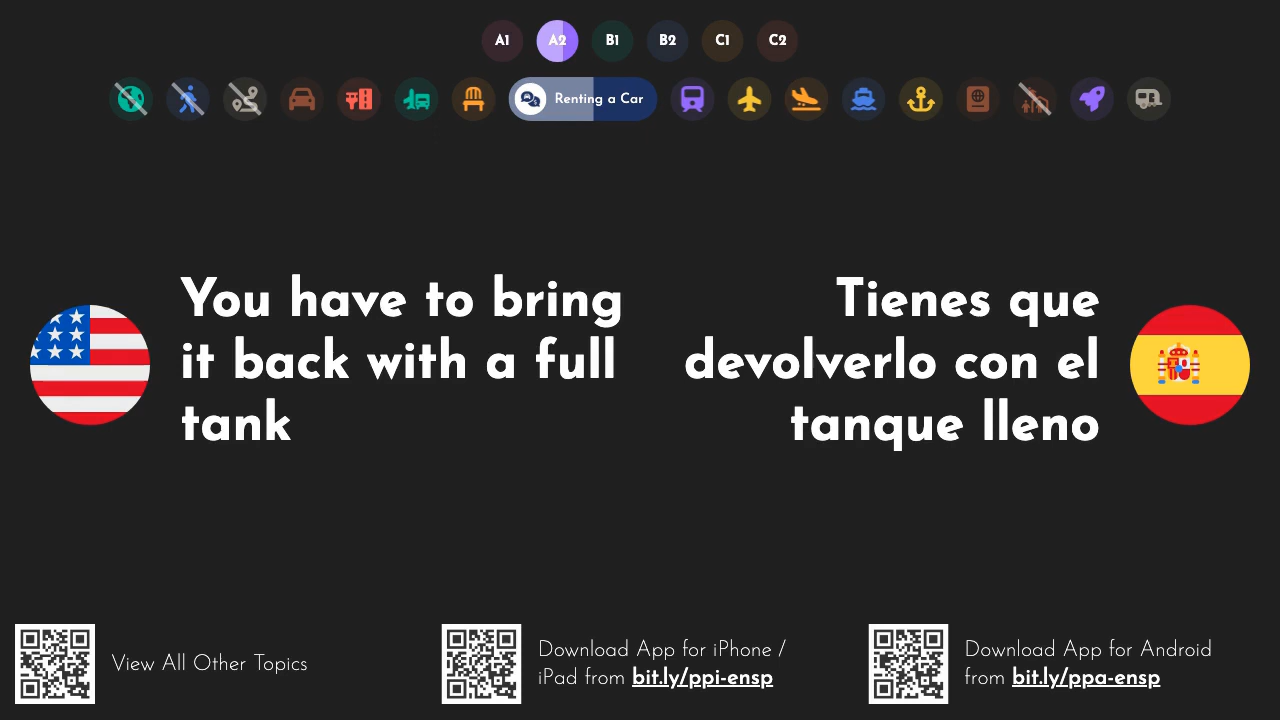 A1 A2 B1 B2 C1 C2
Renting a Car
You have to bring
it back with a full
tank
Tienes que
devolverlo con el
tanque lleno
View All Other Topics
Download App for iPhone /
iPad from bit.ly/ppi-ensp
Download App for Android
from bit.ly/ppa-ensp